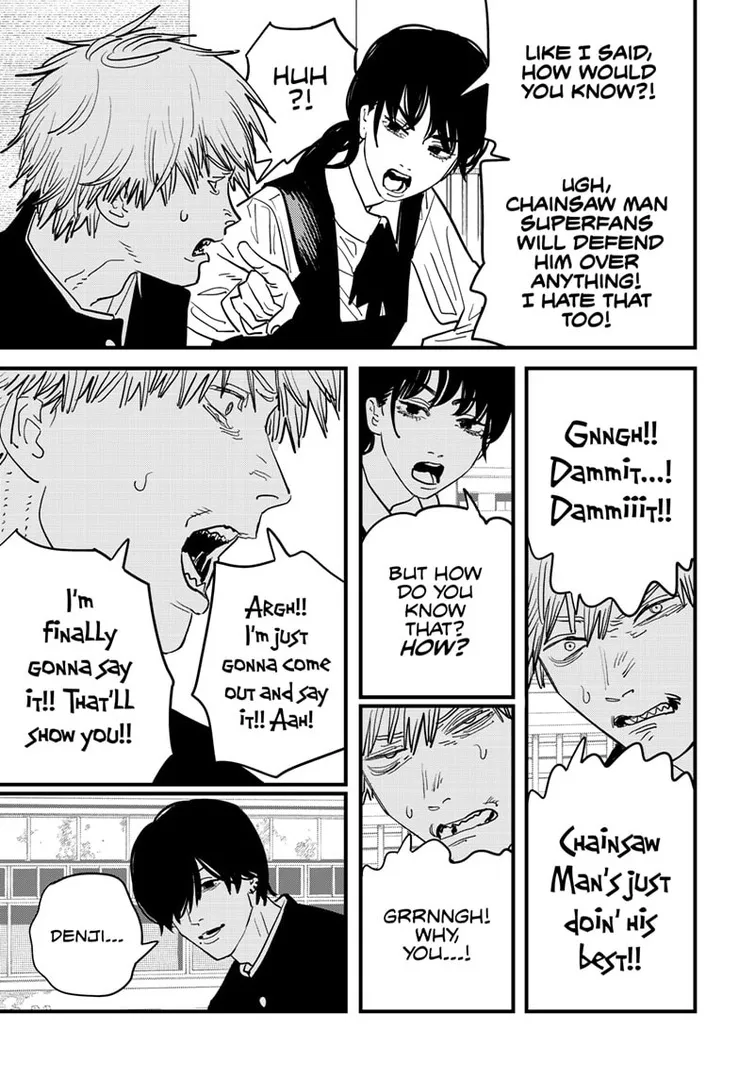 LIKE I SAID,
HOW WOULD
YOU KNOW?!
UGH,
CHAINSAW MAN
SUPERFANS
WILL DEFEND
HIM OVER
ANYTHING!
I HATE THAT
TOO!
HUH
?!
GNNGH!!
DAMMIT...!
DAMMIIIT!!
CHAINSAW
MAN'S JUST
DOIN' HIS
BEST!!
BUT HOW
DO YOU
KNOW
THAT?
HOW?
GRRNNGH!
WHY,
YOU...!
ARGH!!
I'M JUST
GONNA COME
OUT AND SAY
IT!! AAH!
I'M
FINALLY
GONNA SAY
IT!! THAT'LL
SHOW YOU!!
DENJI...